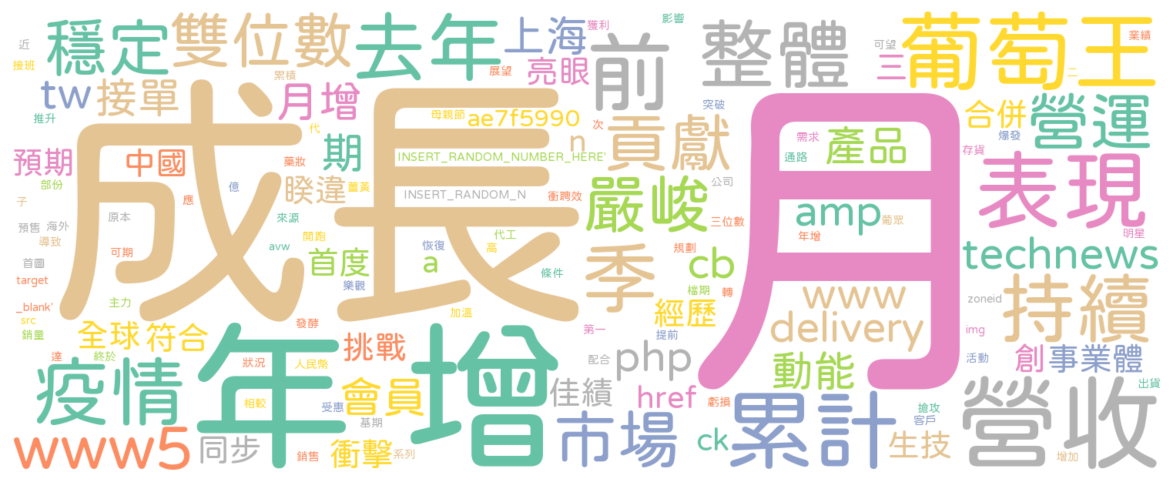 近
穩定
雙位數
去年
上海
獲利
影響
整體
可望
葡萄王
業績
三
二
接班
tw
接單
累積
月增
展望
亮眼
前
推升
母親節
ae7f5990
突破
合併
營運
爆發
預期
部份
中國
期
代
藥妝
INSERT_RANDOM_NUMBER_HERE'
n
次
貢獻
需求
通路
產品
存貨
子
應
億
睽違
薑黃
INSERT_RANDOM_N
衝聘效
嚴峻
公司
表現
成長
月
預售
海外
原本
來源
三位數
amp
葡眾
明星
導致
首圖
可期
avw
間跑
首度
恢復
樂觀
a
代工
高
條件
季
規劃
cb
年增
technews
target
_blank'
src
銷量
主力
加溫
檔期
轉
www
zoneid
持續
全球
符合
發酵
第一
經歷
提前
delivery
img
達
終於
狀況
人民幣
挑戰
配合
php
動能
活動
創
事業體
疫情
年增
相較
受惠
會員
基期
佳績
href
虧損
累計
搶攻
客戶
出貨
營收
www5
同步
銷售
衝擊
系列
市場
ck
生技
增加